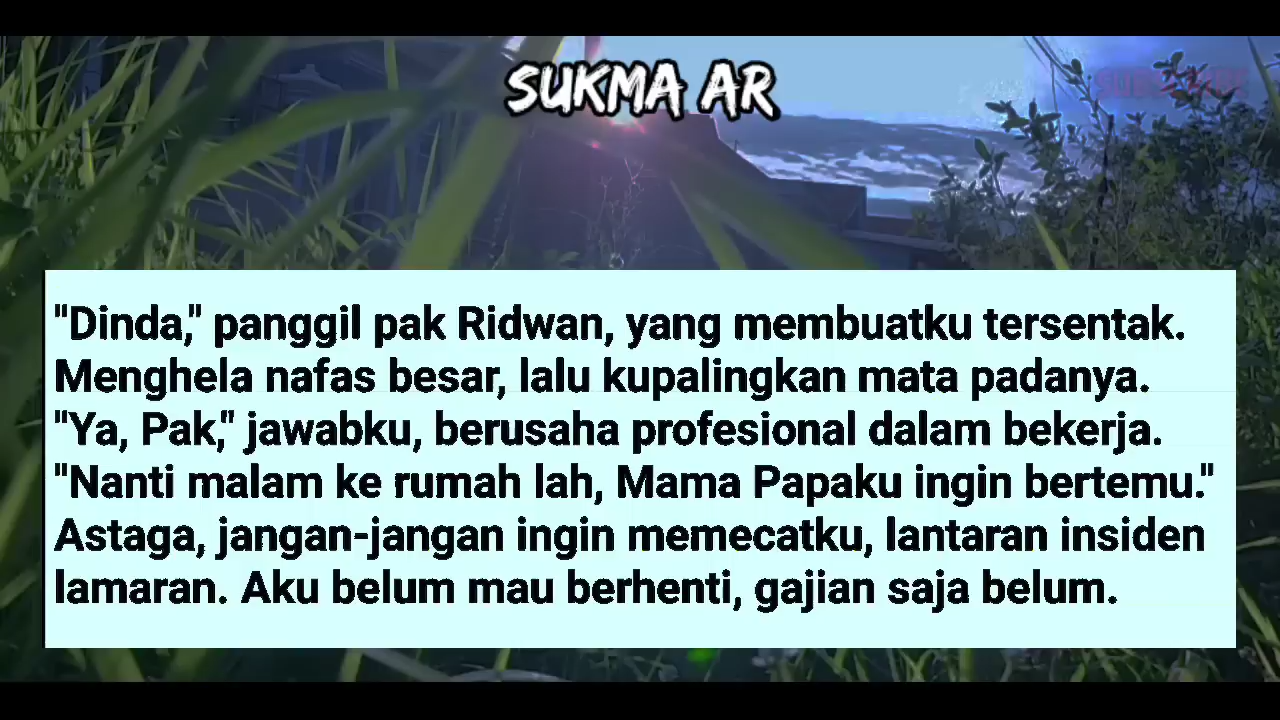 SUKMA AR
SUBSCRIBE
"Dinda," panggil pak Ridwan, yang membuatku tersentak.
Menghela nafas besar, lalu kupalingkan mata padanya.
"Ya, Pak," jawabku, berusaha profesional dalam bekerja.
"Nanti malam ke rumah lah, Mama Papaku ingin bertemu."
Astaga, jangan-jangan ingin memecatku, lantaran insiden
lamaran. Aku belum mau berhenti, gajian saja belum.